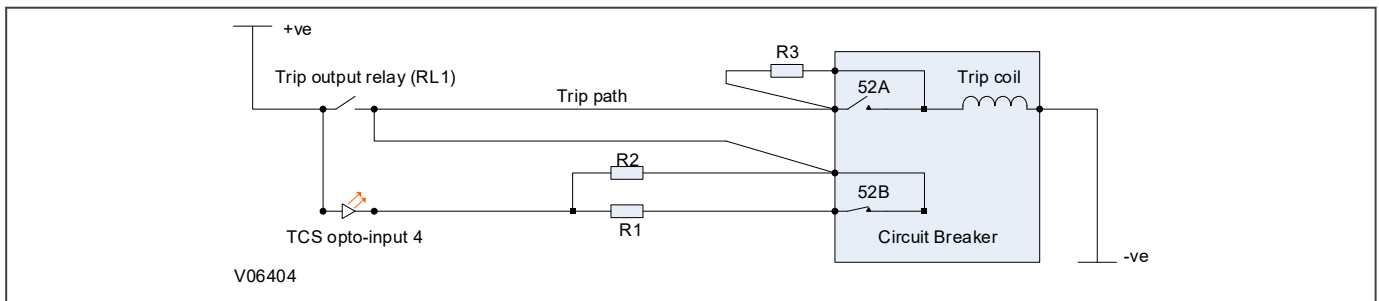 +ve
R3
Trip output relay (RL1)
52A
Trip coil
Trip path
R2
52B
R1
TCS opto-input 4
Circuit Breaker
-ve
V06404